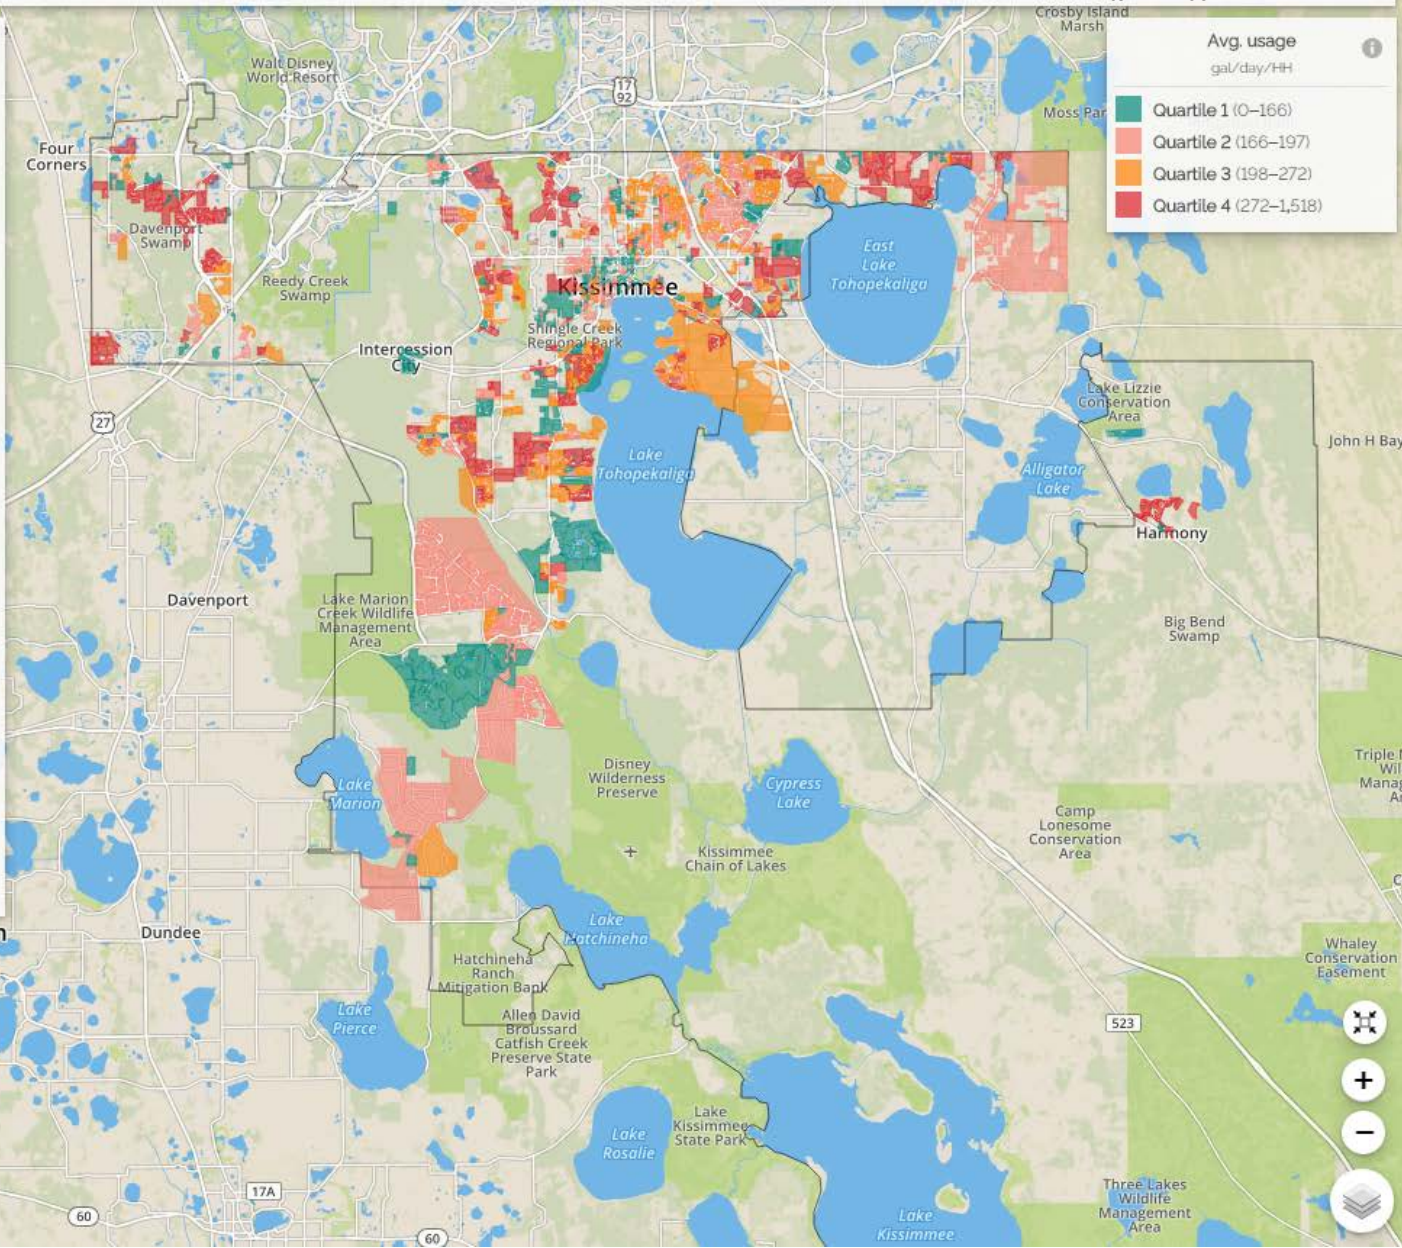 Crosby Island
Marsh
Avg. usage
gal/day/HH
Quartile 1 (0–166)
Quartile 2 (166–197)
Quartile 3 (198–272)
Quartile 4 (272–1,518)
Walt Disney
World Resort
17
92
Four
Corners
Davenport
Swamp
Reedy Creek
Swamp
East
Lake
Tohopekaliga
Kissimmee
Shingle Creek
Regional Park
Intercession
City
27
Lake Lizzie
Conservation
Area
John H Bay
Lake
Tohopekaliga
Alligator
Lake
Harmony
Davenport
Lake Marion
Creek Wildlife
Management
Area
Big Bend
Swamp
Disney
Wilderness
Preserve
Cypress
Lake
Lake
Marion
Camp
Lonesome
Conservation
Area
Kissimmee
Chain of Lakes
Dundee
Lake
Hatchineha
Whaley
Conservation
Easement
Hatchineha
Ranch
Mitigation Bank
Lake
Pierce
Allen David
Broussard
Catfish Creek
Preserve State
Park
523
+
−
Lake
Kissimmee
State Park
Lake
Rosalie
17A
60
60
Three Lakes
Wildlife
Management
Area
Lake
Kissimmee